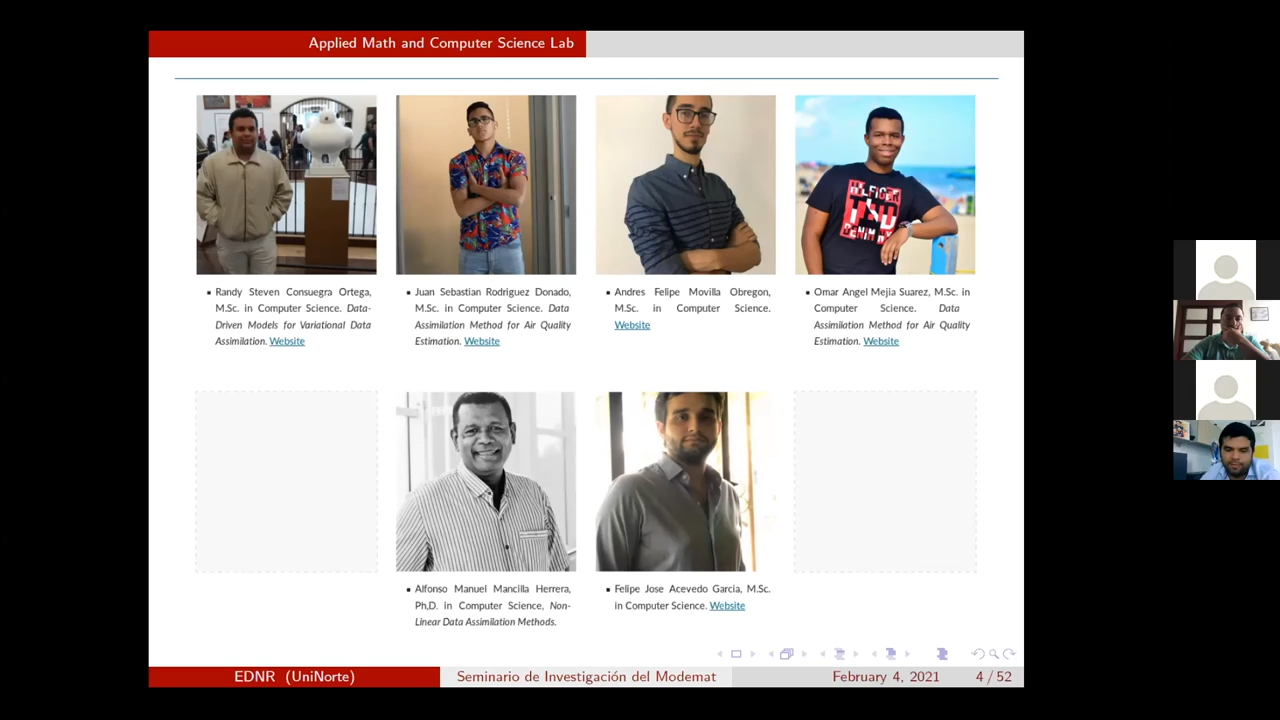 Applied Math and Computer Science Lab
▪ Randy Steven Consuegra Ortega,
M.Sc. in Computer Science. Data-
Driven Models for Variational Data
Assimilation. Website
▪ Juan Sebastian Rodriguez Donado,
M.Sc. in Computer Science. Data
Assimilation Method for Air Quality
Estimation. Website
▪ Andres Felipe Movilla Obregon,
M.Sc. in Computer Science.
Website
HILFIGER
DENIM NY
▪ Omar Angel Mejia Suarez, M.Sc. in
Computer Science. Data
Assimilation Method for Air Quality
Estimation. Website
▪ Alfonso Manuel Mancilla Herrera,
Ph,D. in Computer Science, Non-
Linear Data Assimilation Methods.
▪ Felipe Jose Acevedo Garcia, M.Sc.
in Computer Science. Website
EDNR (UniNorte)
Seminario de Investigación del Modemat
February 4, 2021
4 / 52